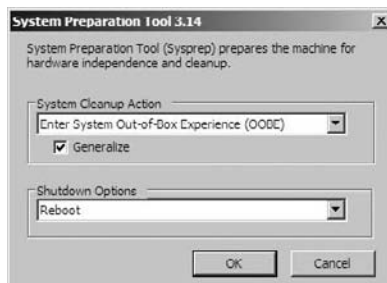 System Preparation Tool 3.14
System Preparation Tool (Sysprep) prepares the machine for
hardware independence and cleanup.
System Cleanup Action
Enter System Out-of-Box Experience (OOBE)
Generalize
Shutdown Options
Reboot
OK
Cancel